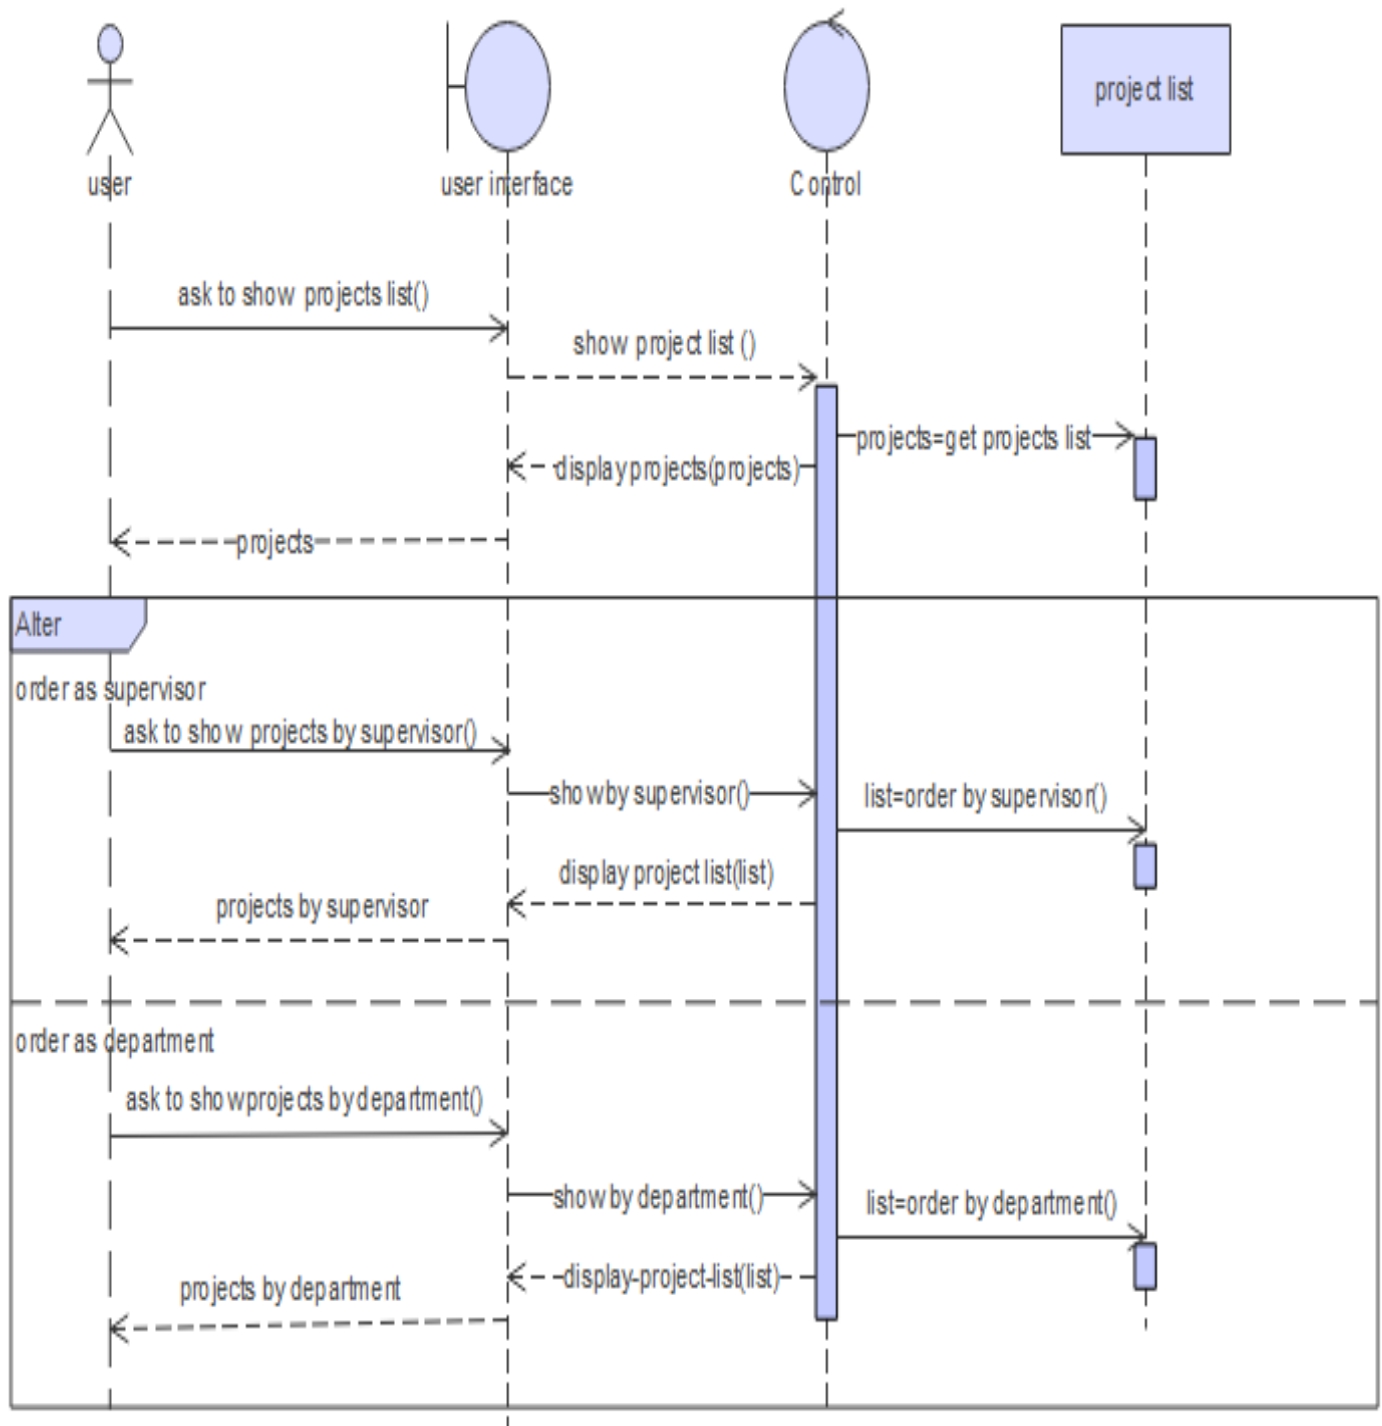 project list
user
user interface
Control
ask to show projects list()
show project list ()
projects=get projects list
display projects(projects)
projects
Alter
order as supervisor
ask to show projects by supervisor()
show by supervisor()
list=order by supervisor()
display project list(list)
projects by supervisor
order as department
ask to show projects by department()
show by department()
list=order by department()
display-project-list(list)
projects by department